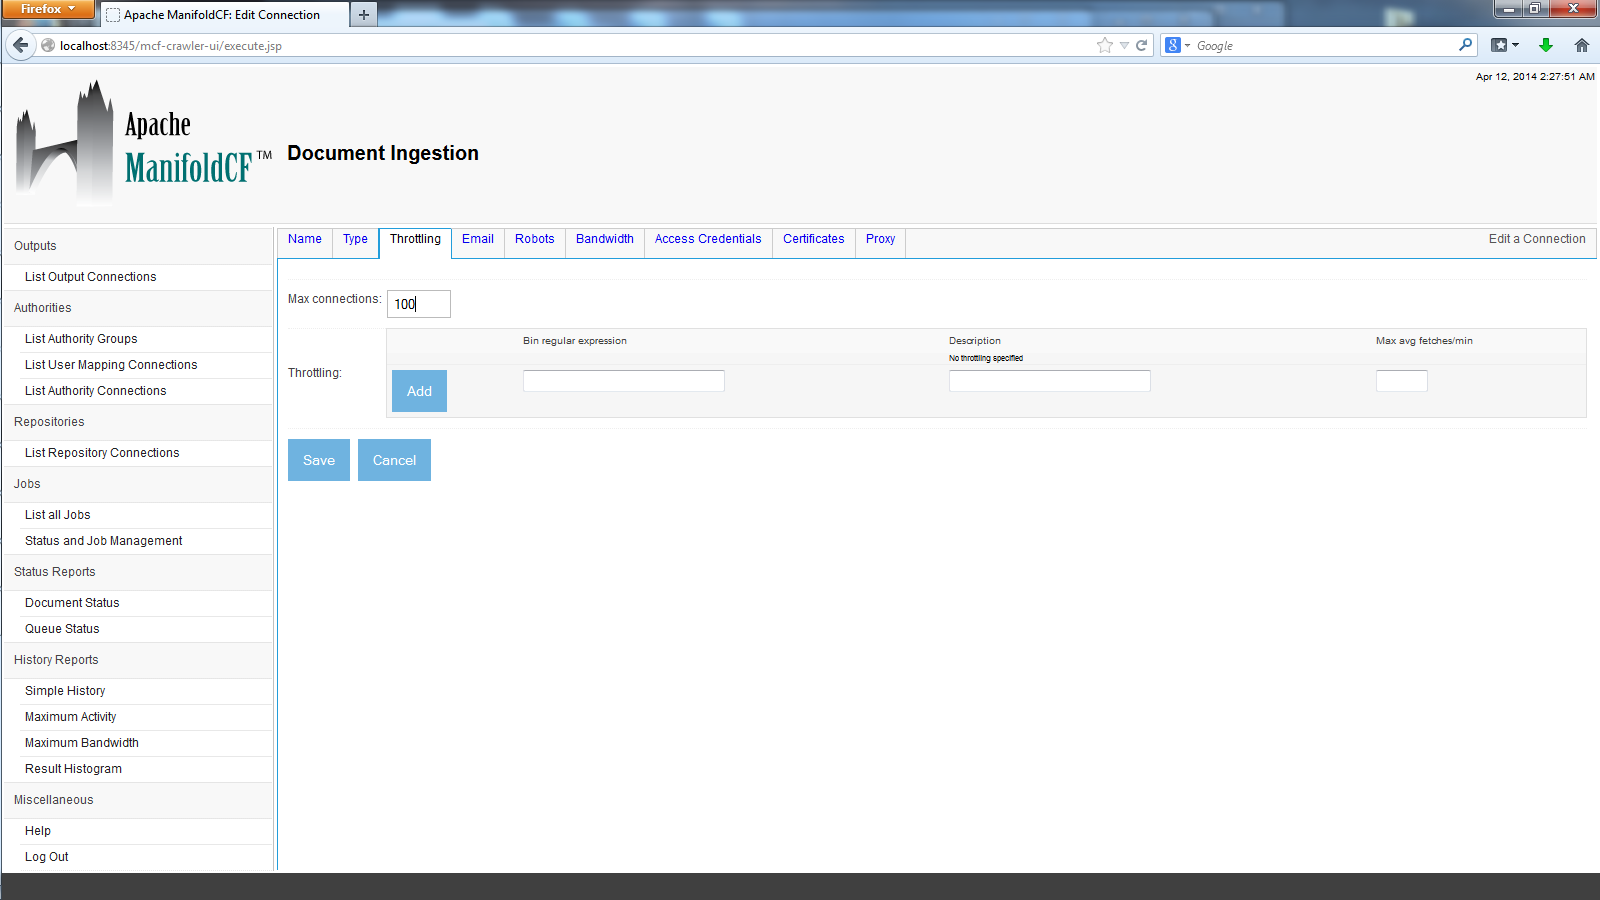 Firefox
Apache ManifoldCF: Edit Connection
localhost:8345/mcf-crawler-ui/execute.jsp
Google
Apr 12, 2014 2:27:51 AM
Apache
ManifoldCF™
Document Ingestion
Outputs
List Output Connections
Authorities
List Authority Groups
List User Mapping Connections
List Authority Connections
Repositories
List Repository Connections
Jobs
List all Jobs
Status and Job Management
Status Reports
Document Status
Queue Status
History Reports
Simple History
Maximum Activity
Maximum Bandwidth
Result Histogram
Miscellaneous
Help
Log Out
Name Type Throttling Email Robots Bandwidth Access Credentials Certificates Proxy Edit a Connection
Max connections: 100
Throttling:
Bin regular expression Description Max avg fetches/min
No throttling specified
Add
Save Cancel